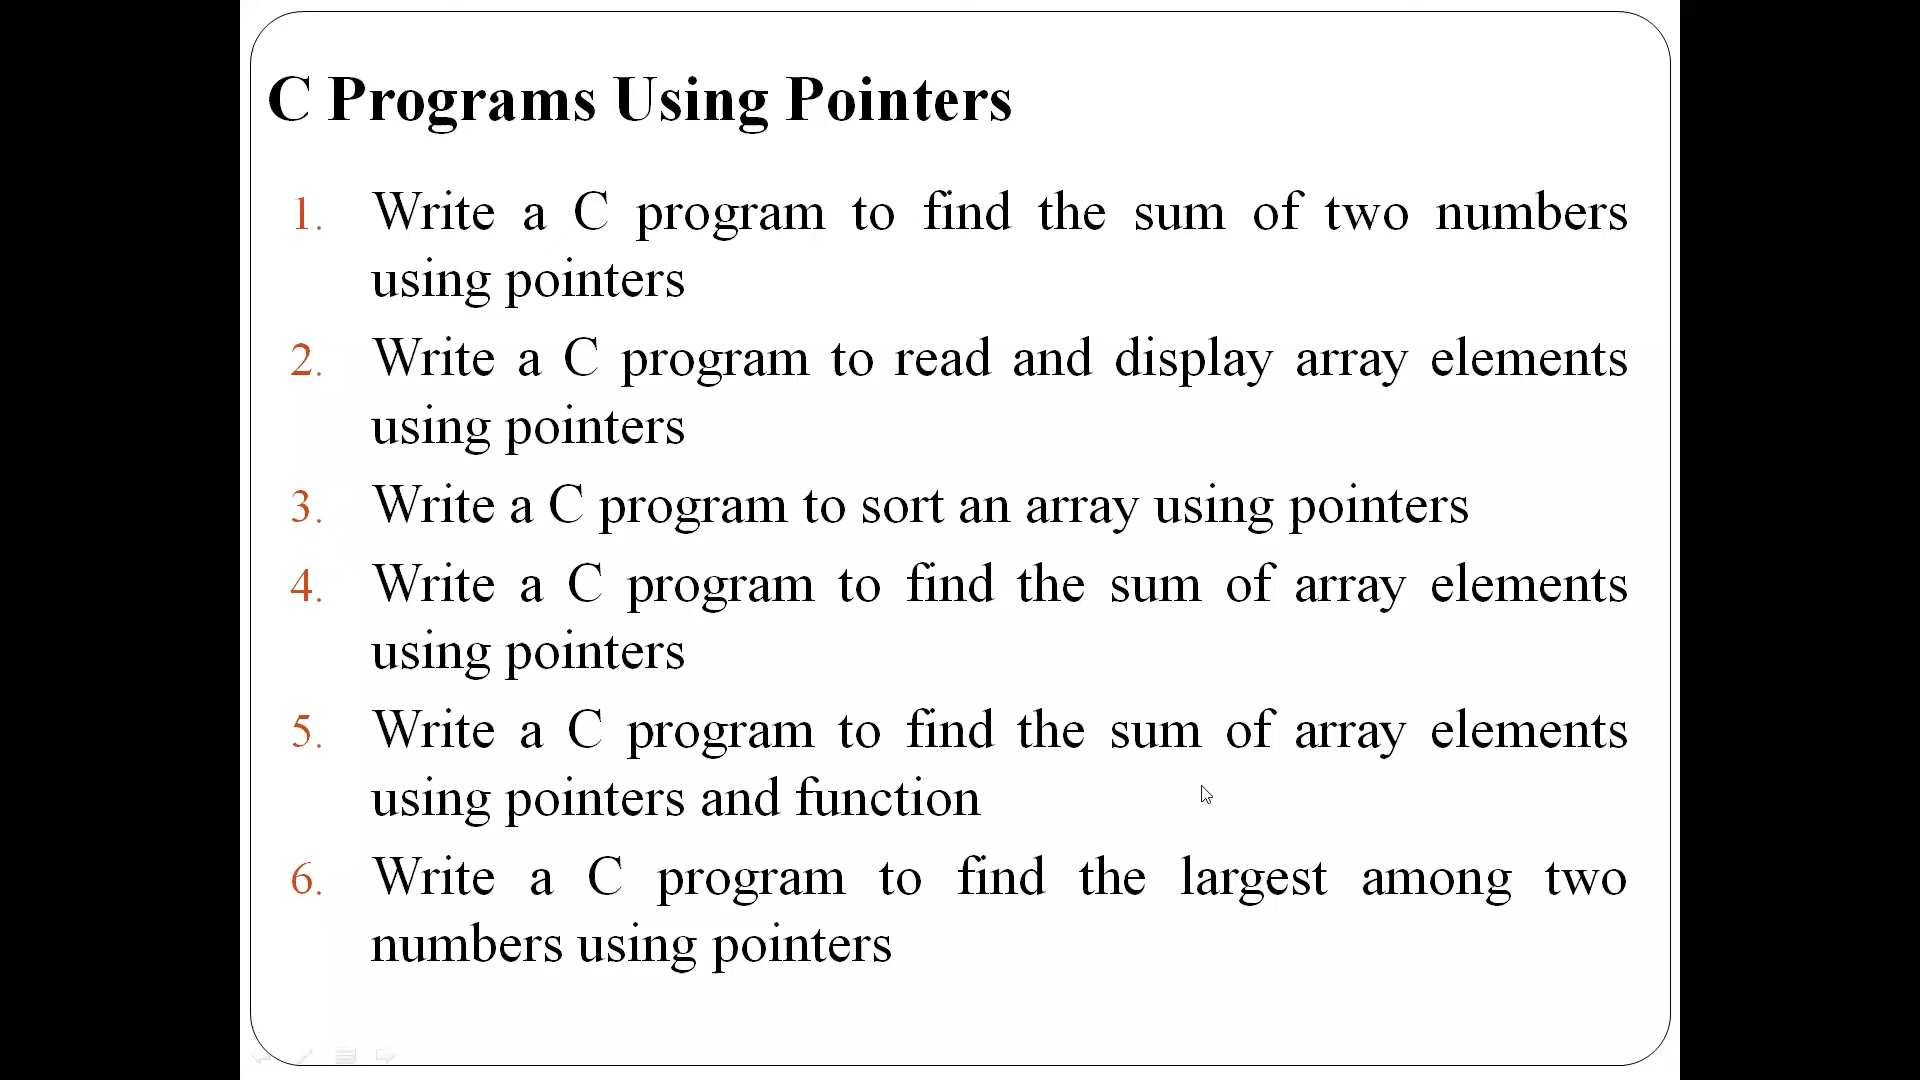 C Programs Using Pointers
1. Write a C program to find the sum of two numbers
using pointers
2. Write a C program to read and display array elements
using pointers
3. Write a C program to sort an array using pointers
4. Write a C program to find the sum of array elements
using pointers
5. Write a C program to find the sum of array elements
using pointers and function
6. Write a C program to find the largest among two
numbers using pointers